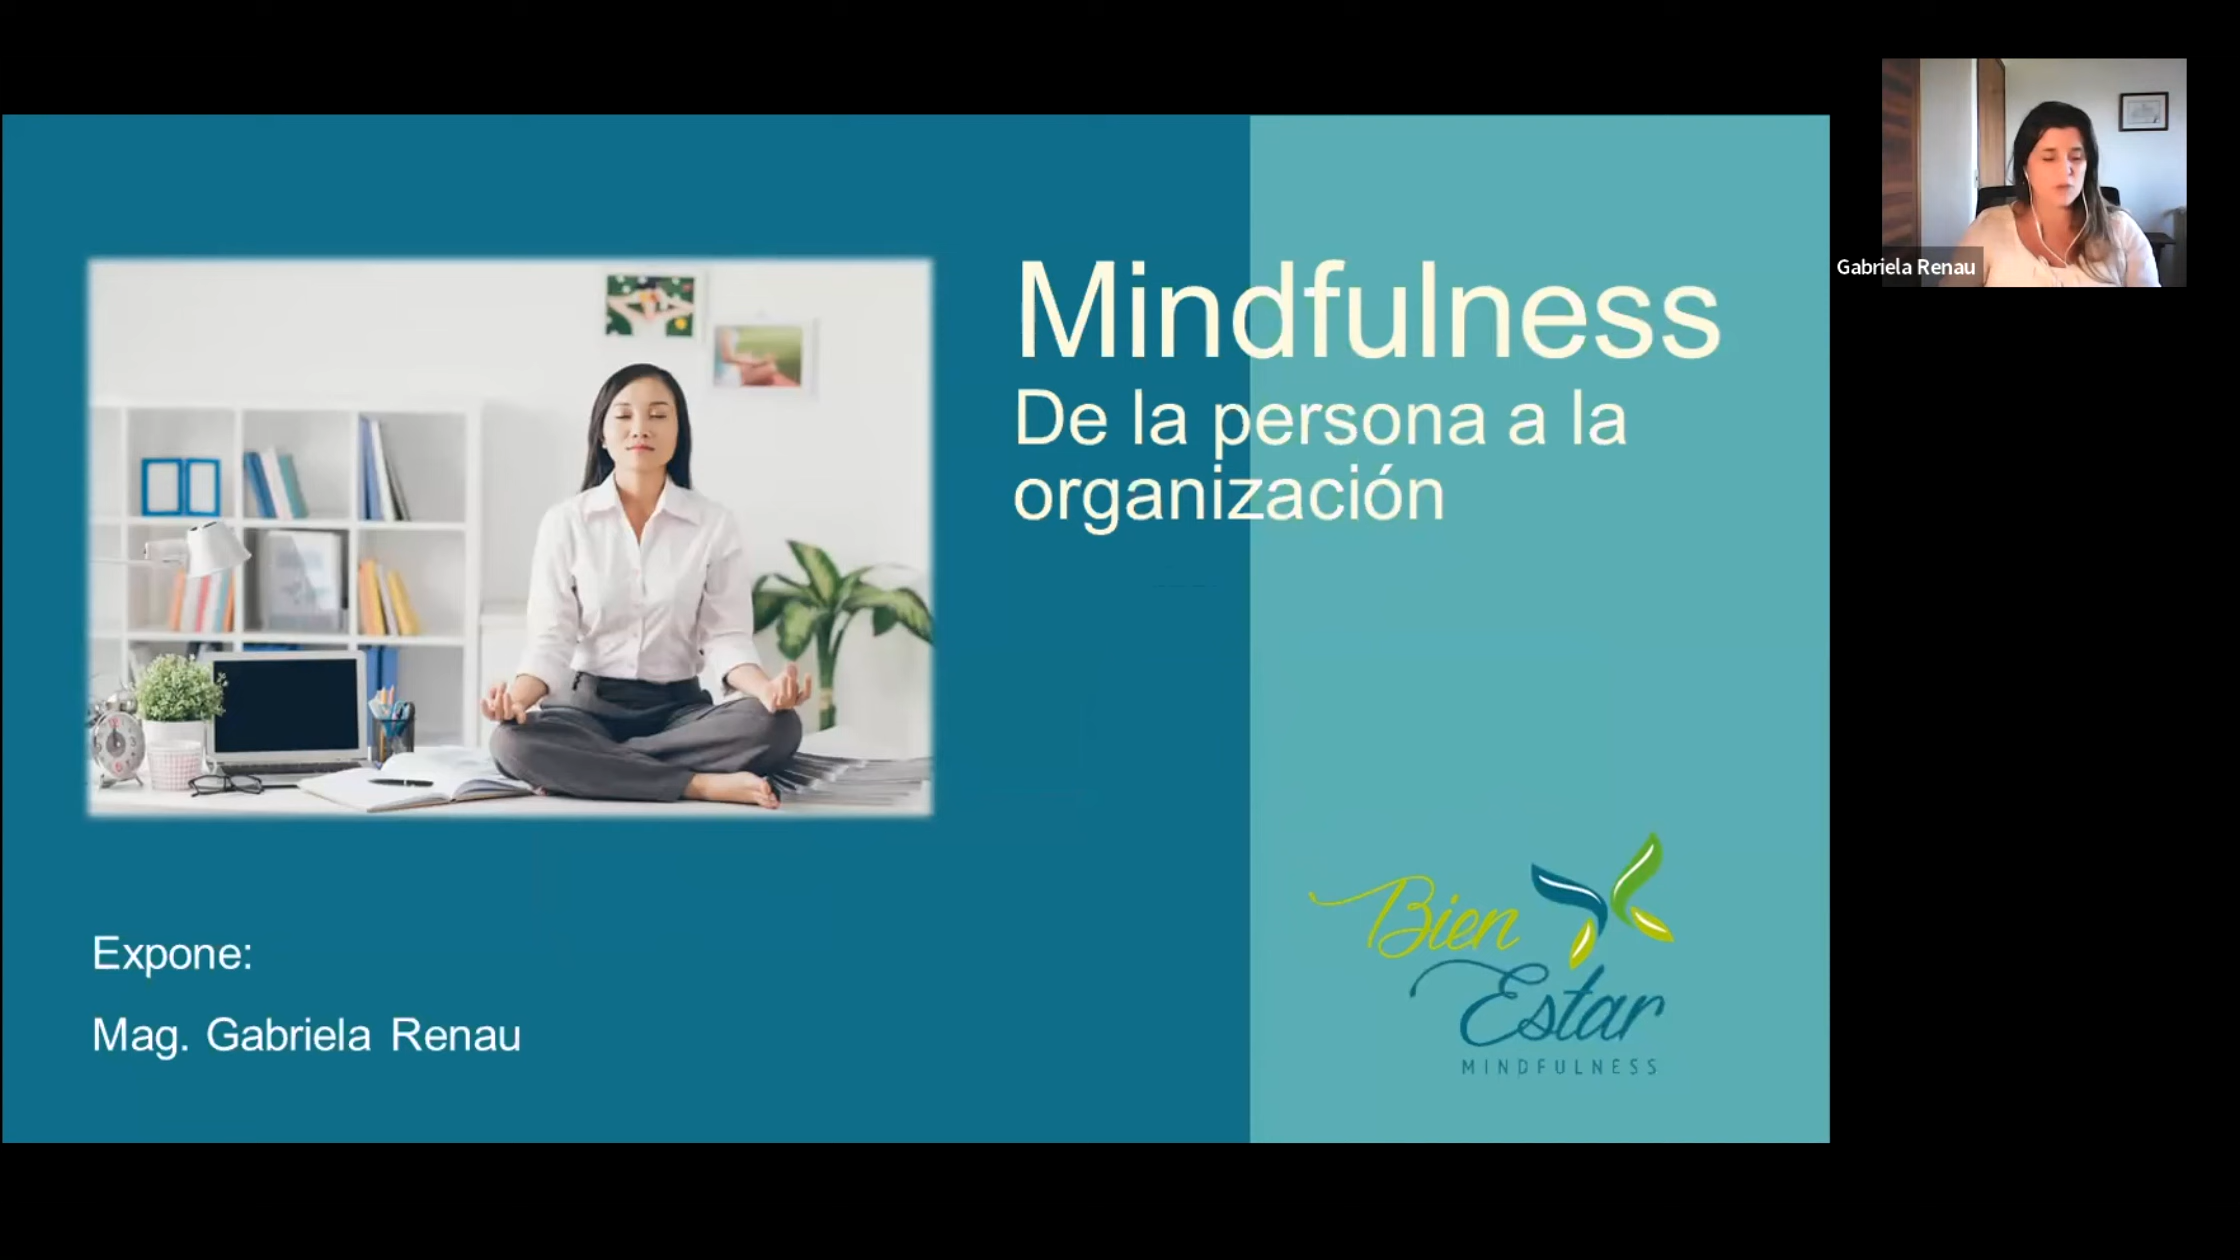 Mindfulness
De la persona a la
organización
Gabriela Renau
Expone:
Mag. Gabriela Renau
Bien
Estar
MINDFULNESS